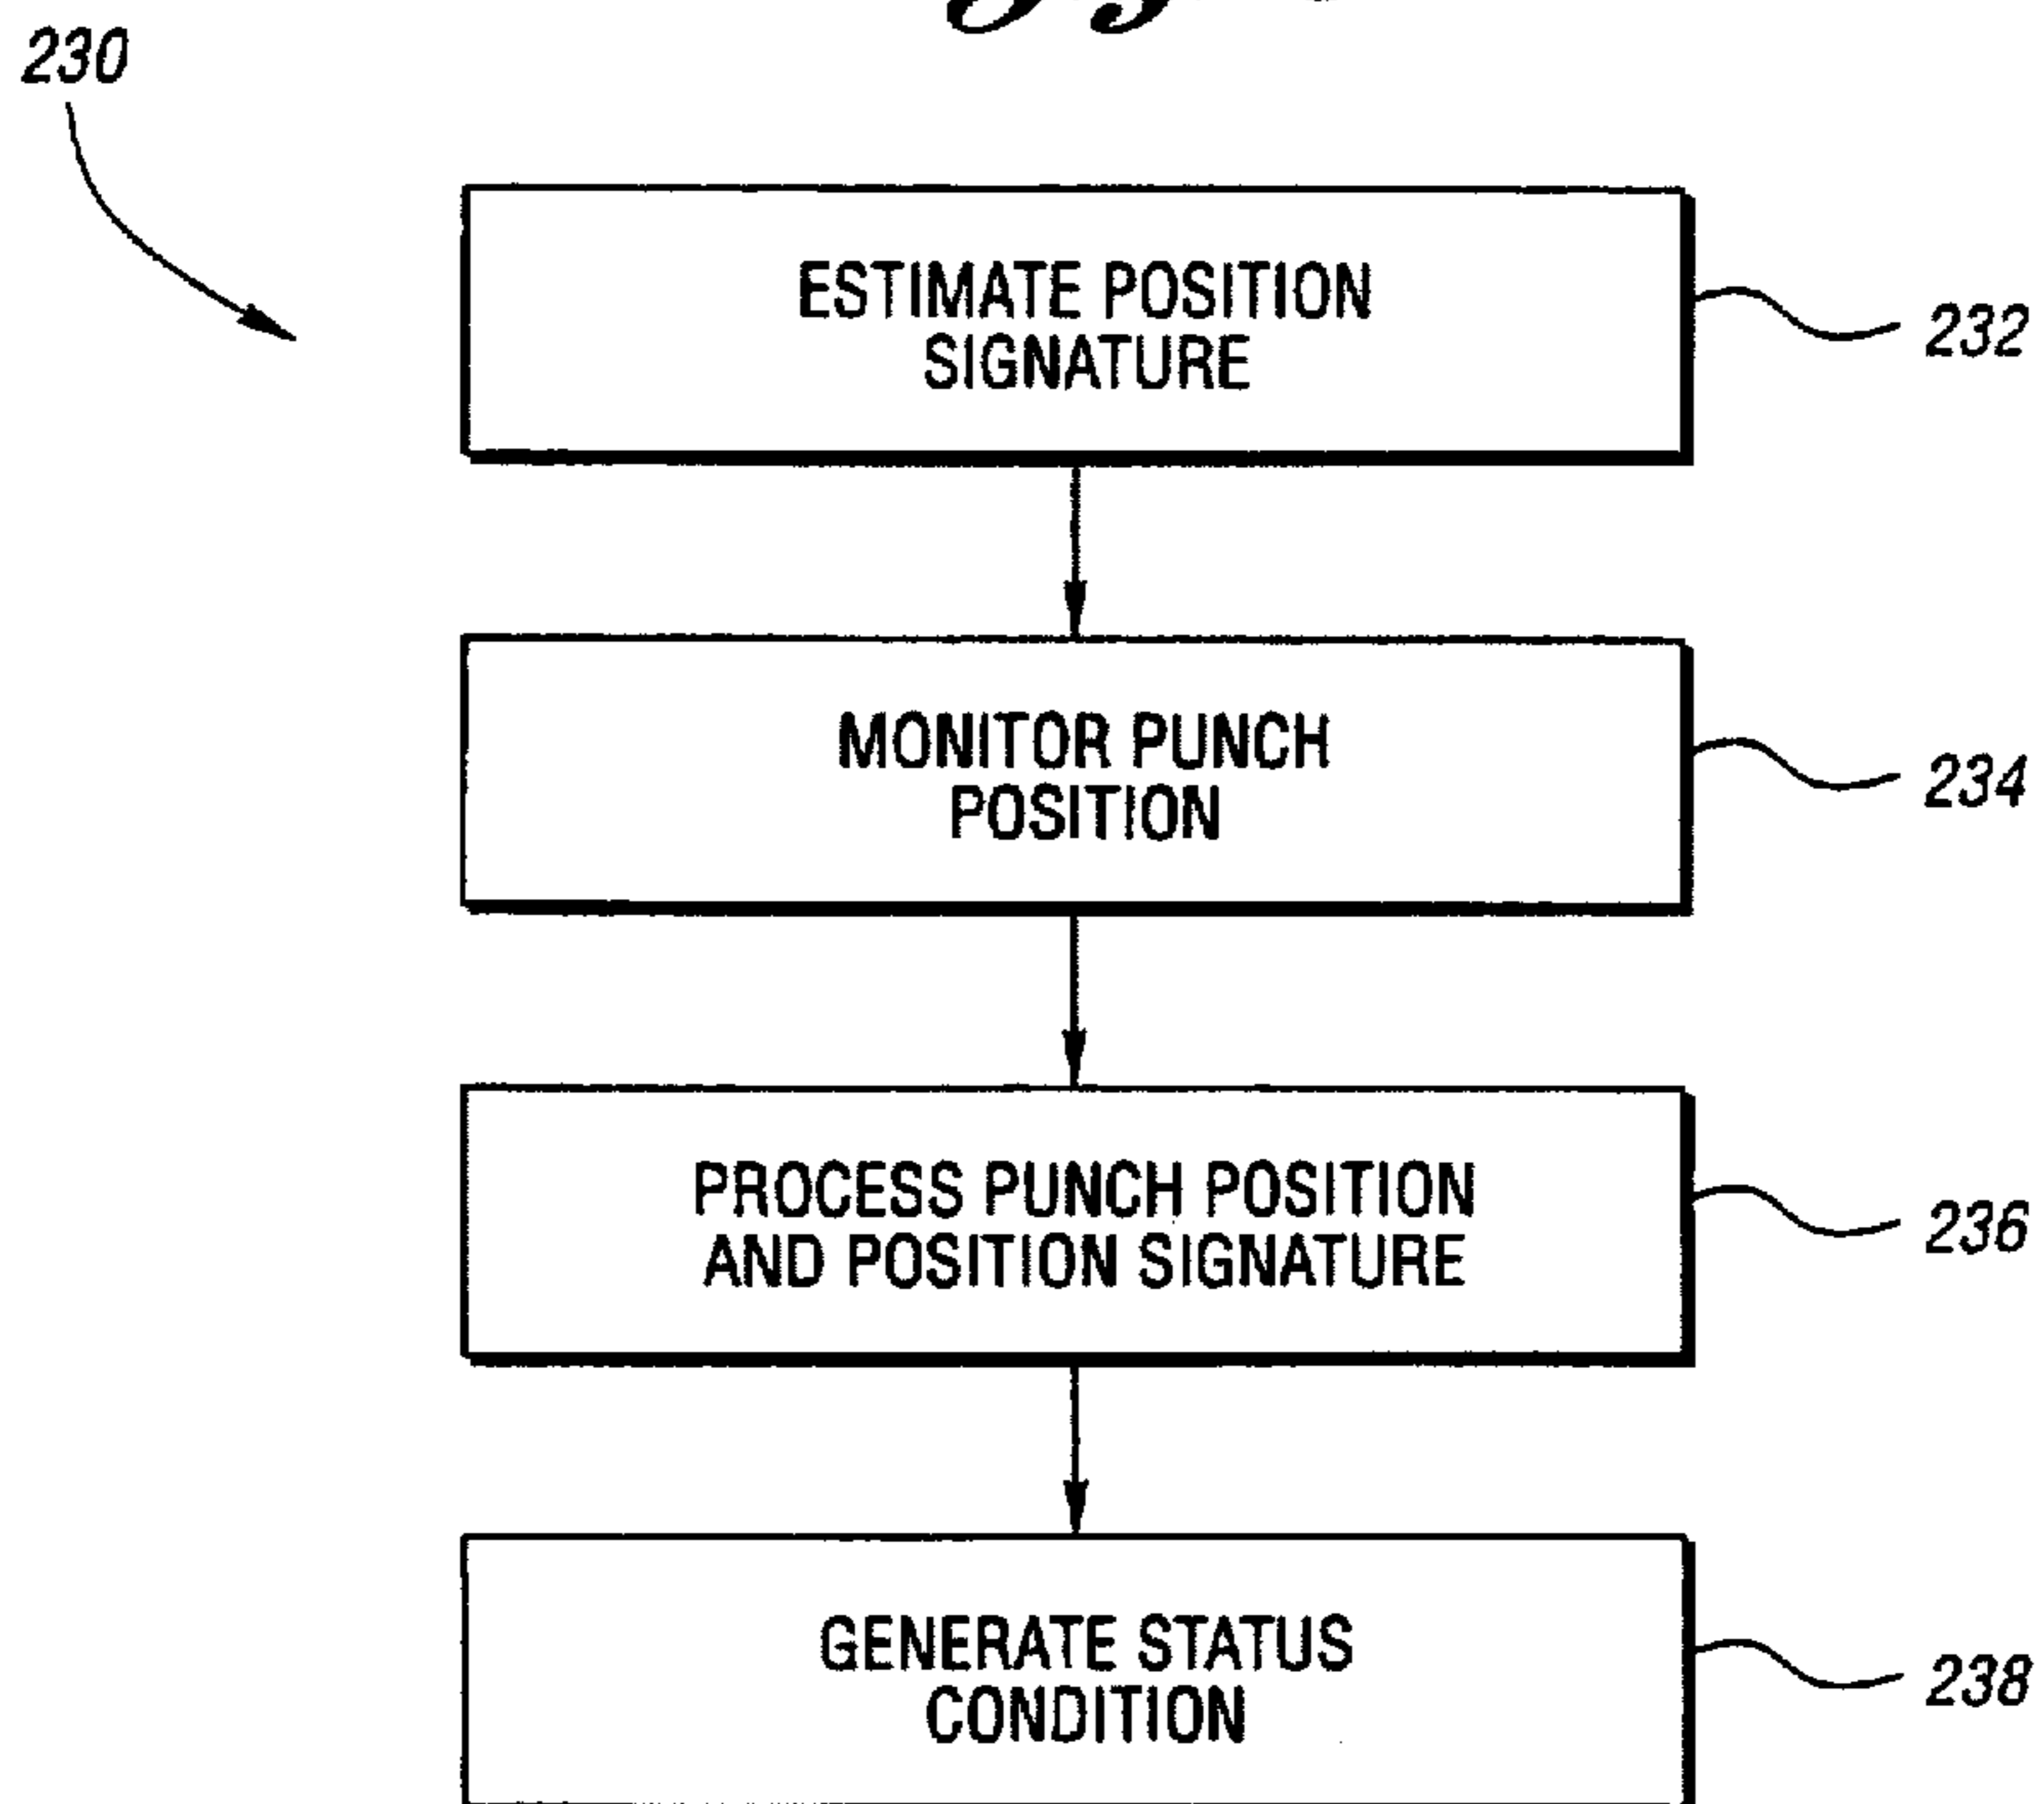 230
ESTIMATE POSITION
SIGNATURE
232
MONITOR PUNCH
POSITION
234
PROCESS PUNCH POSITION
AND POSITION SIGNATURE
236
GENERATE STATUS
CONDITION
238